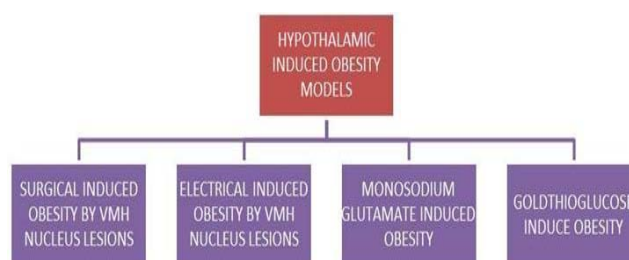 HYPOTHALAMIC
INDUCED OBESITY
MODELS
SURGICAL INDUCED
OBESITY BY VMH
NUCLEUS LESIONS
ELECTRICAL INDUCED
OBESITY BY VMH
NUCLEUS LESIONS
MONOSODIUM
GLUTAMATE INDUCED
OBESITY
GOLDTHIOGLUCOSE
INDUCE OBESITY